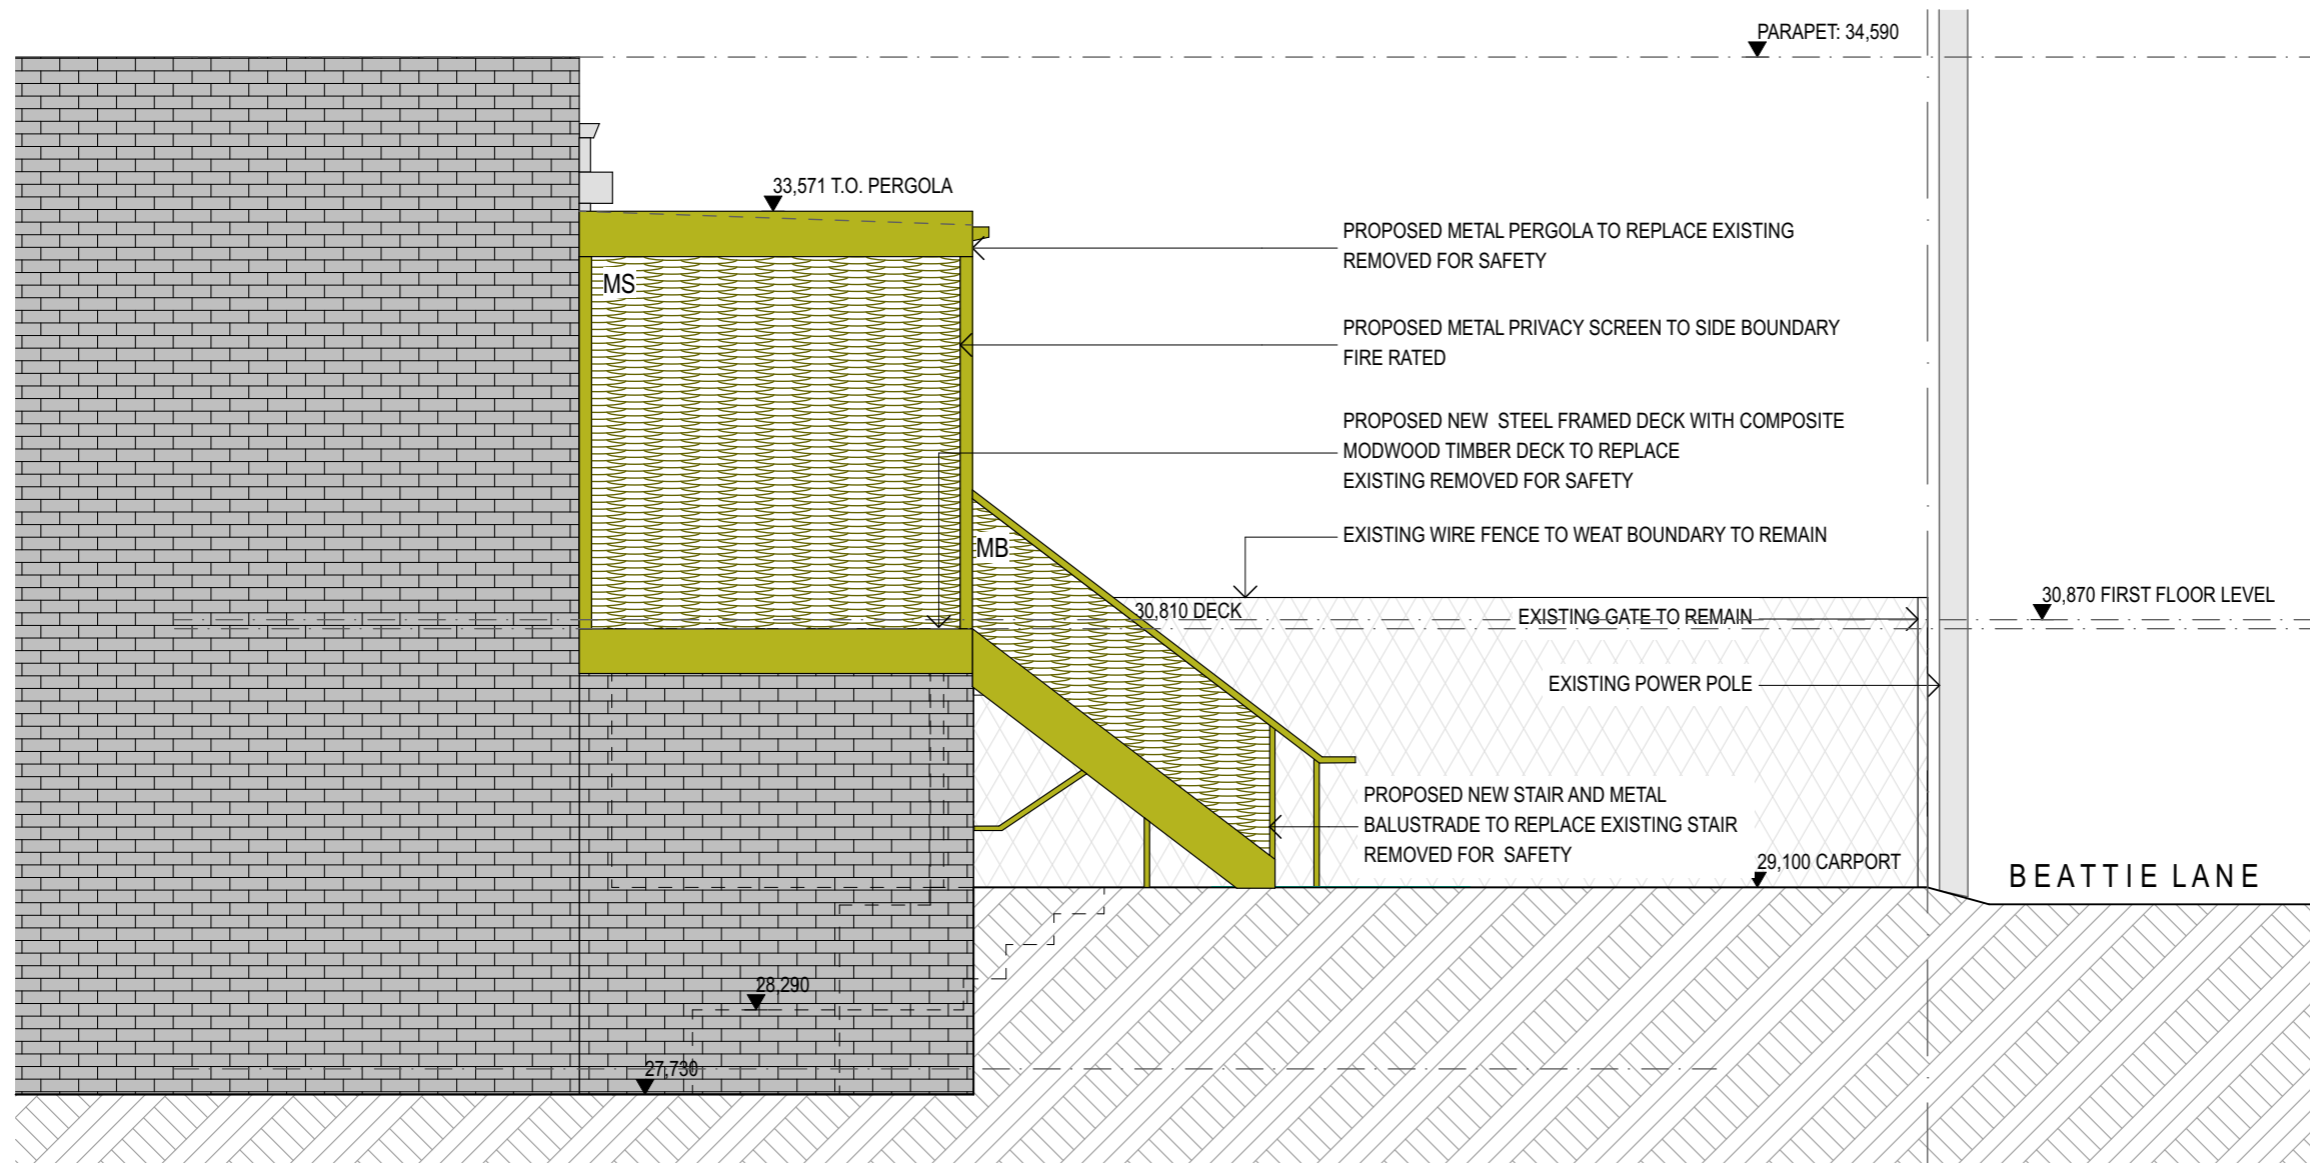 PARAPET: 34,590
33,571 T.O. PERGOLA
PROPOSED METAL PERGOLA TO REPLACE EXISTING
REMOVED FOR SAFETY
MS
PROPOSED METAL PRIVACY SCREEN TO SIDE BOUNDARY
FIRE RATED
PROPOSED NEW STEEL FRAMED DECK WITH COMPOSITE
MODWOOD TIMBER DECK TO REPLACE
EXISTING REMOVED FOR SAFETY
EXISTING WIRE FENCE TO WEAT BOUNDARY TO REMAIN
MB
30,870 FIRST FLOOR LEVEL
30,810 DECK
EXISTING GATE TO REMAIN
EXISTING POWER POLE
PROPOSED NEW STAIR AND METAL
BALUSTRADE TO REPLACE EXISTING STAIR
REMOVED FOR SAFETY
29,100 CARPORT
BEATTIE LANE
28,290
27,730